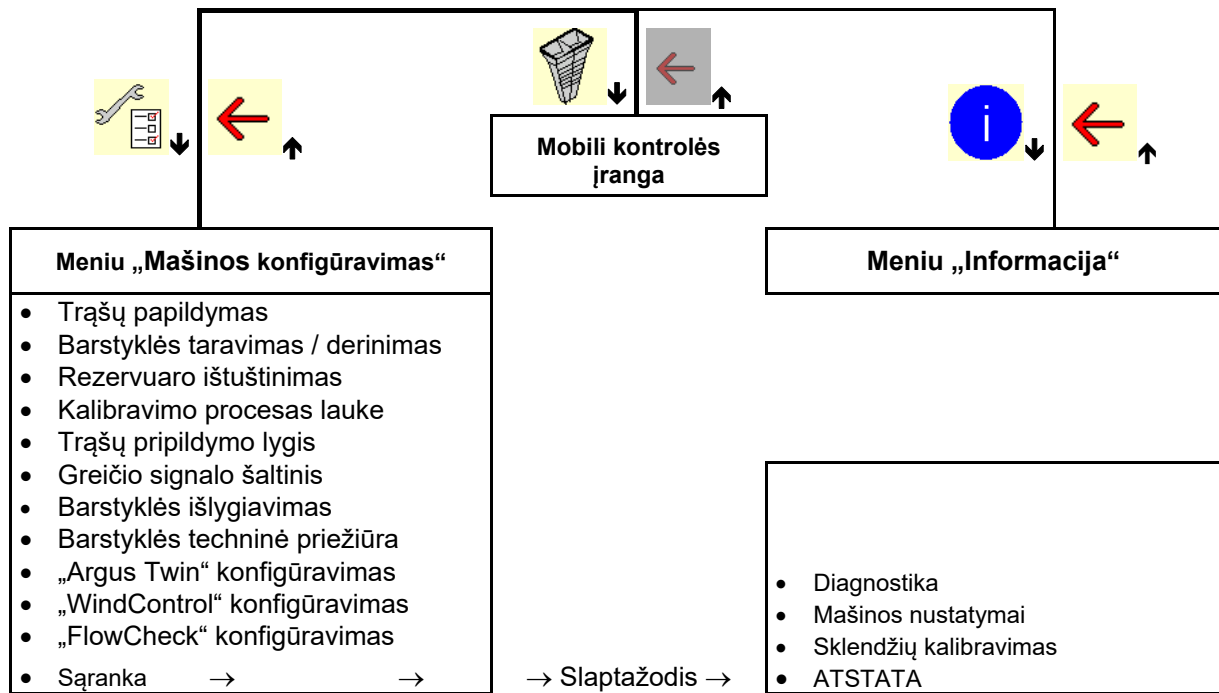 Mobili kontrolės
įranga
Meniu „Mašinos konfigūravimas“
• Trąšų papildymas
• Barstyklės taravimas / derinimas
• Rezervuaro ištuštinimas
• Kalibravimo procesas lauke
• Trąšų pripildymo lygis
• Greičio signalo šaltinis
• Barstyklės išlygiavimas
• Barstyklės techninė priežiūra
• „Argus Twin“ konfigūravimas
• „WindControl“ konfigūravimas
• „FlowCheck“ konfigūravimas
• Sąranka → → → Slaptažodis →
Meniu „Informacija“
• Diagnostika
• Mašinos nustatymai
• Sklendžių kalibravimas
• ATSTATA